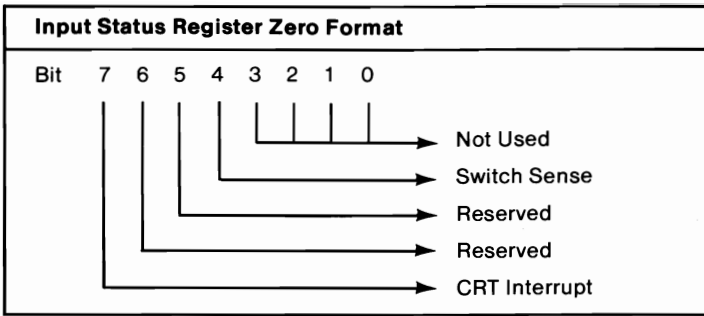 Input Status Register Zero Format
Bit 7 6 5 4 3 2 1 0
Not Used
Switch Sense
Reserved
Reserved
CRT Interrupt